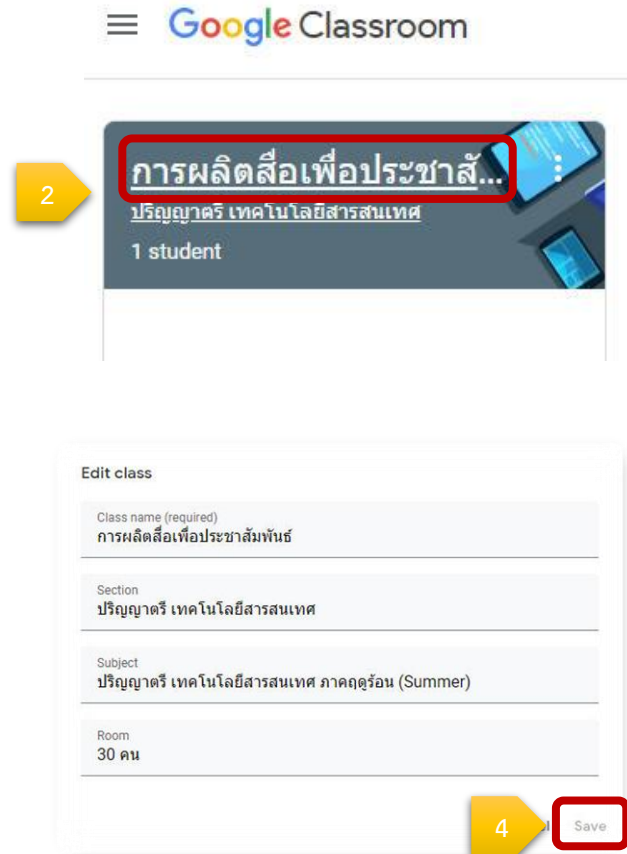 Google Classroom
การผลิตสื่อเพื่อประชาสั...
2
ปริญญาตรี เทคโนโลยีสารสนเทศ
1 student
Edit class
Class name (required)
การผลิตสื่อเพื่อประชาสัมพันธ์
Section
ปริญญาตรี เทคโนโลยีสารสนเทศ
Subject
ปริญญาตรี เทคโนโลยีสารสนเทศ ภาคฤดูร้อน (Summer)
Room
30 คน
4
Save